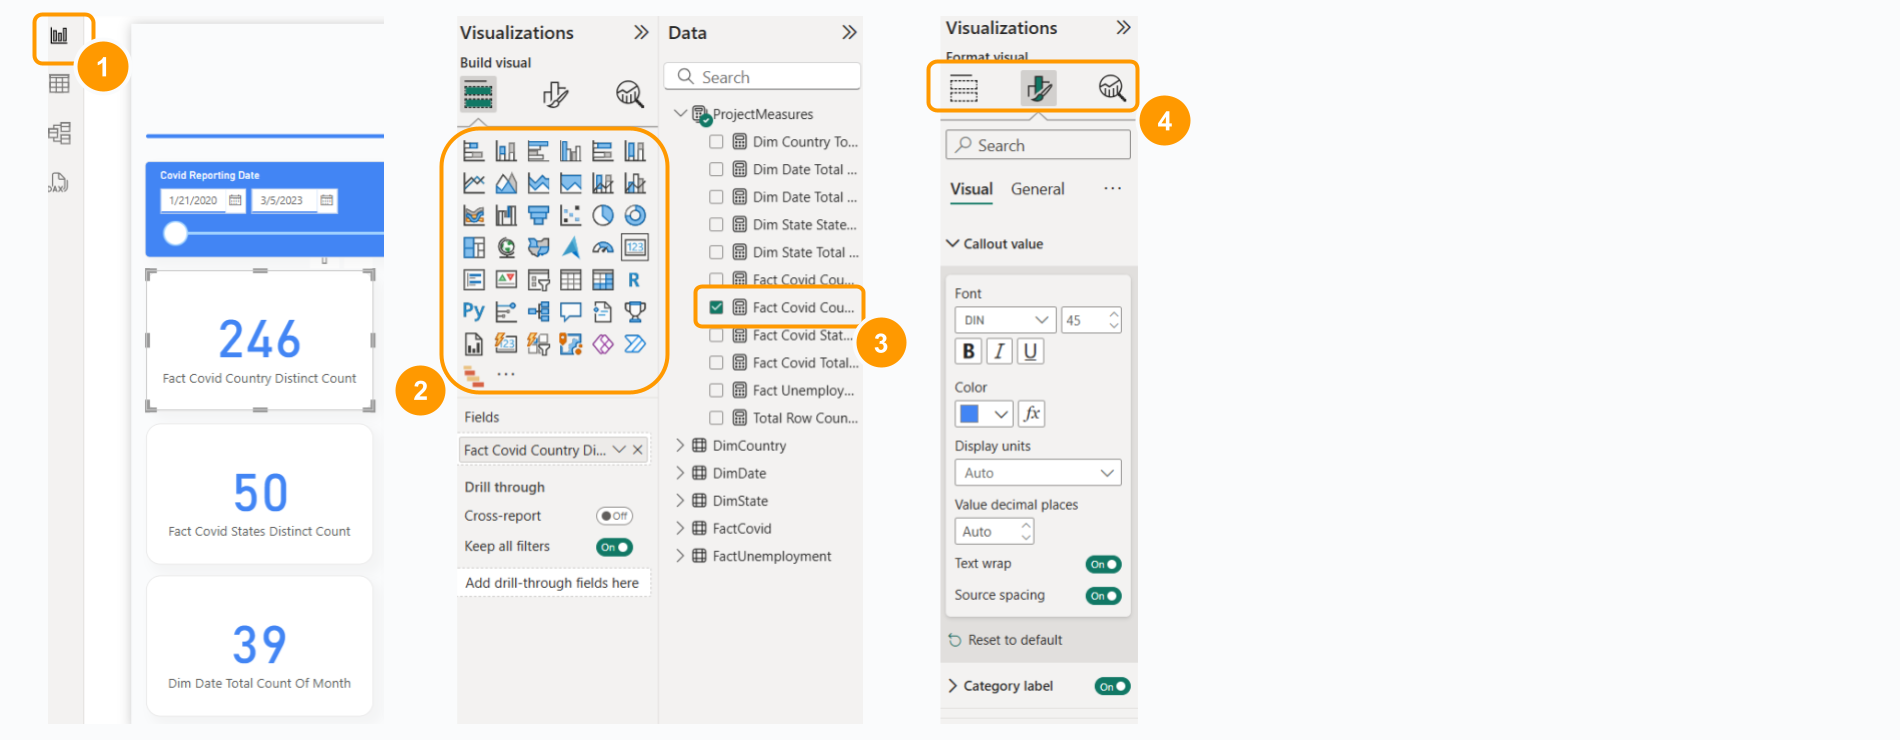 1
DAX
Covid Reporting Date
1/21/2020
3/5/2023
246
Fact Covid Country Distinct Count
50
Fact Covid States Distinct Count
39
Dim Date Total Count Of Month
2
Visualizations
Build visual
123
R
Py
123
...
Fields
Fact Covid Country Di...
Drill through
Cross-report
Off
Keep all filters
On
Add drill-through fields here
Data
Search
ProjectMeasures
Dim Country To...
Dim Date Total ...
Dim Date Total ...
Dim State State...
Dim State Total ...
Fact Covid Cou...
Fact Covid Cou...
Fact Covid Stat...
Fact Covid Total...
Fact Unemploy...
Total Row Coun...
DimCountry
DimDate
DimState
FactCovid
FactUnemployment
3
Visualizations
Format visual
4
Search
Visual General ...
Callout value
Font
DIN 45
B I U
Color
fx
Display units
Auto
Value decimal places
Auto
Text wrap On
Source spacing On
Reset to default
Category label On